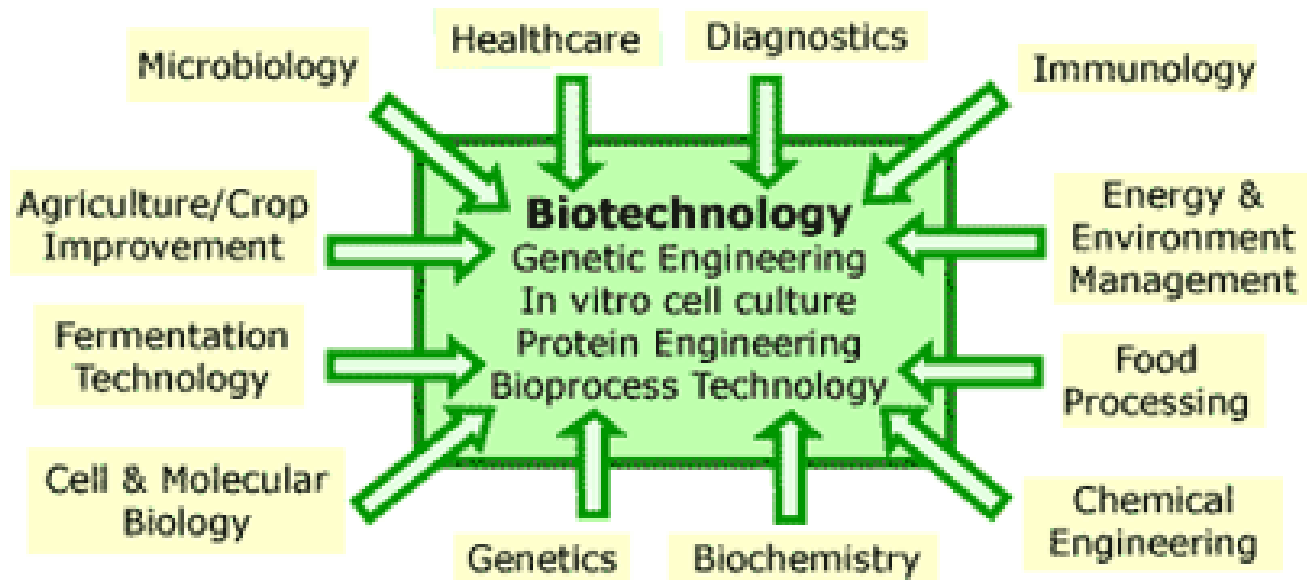 Healthcare
Diagnostics
Microbiology
Immunology
Agriculture/Crop
Improvement
Energy &
Environment
Management
Biotechnology
Genetic Engineering
In vitro cell culture
Protein Engineering
Bioprocess Technology
Fermentation
Technology
Food
Processing
Cell & Molecular
Biology
Genetics
Biochemistry
Chemical
Engineering